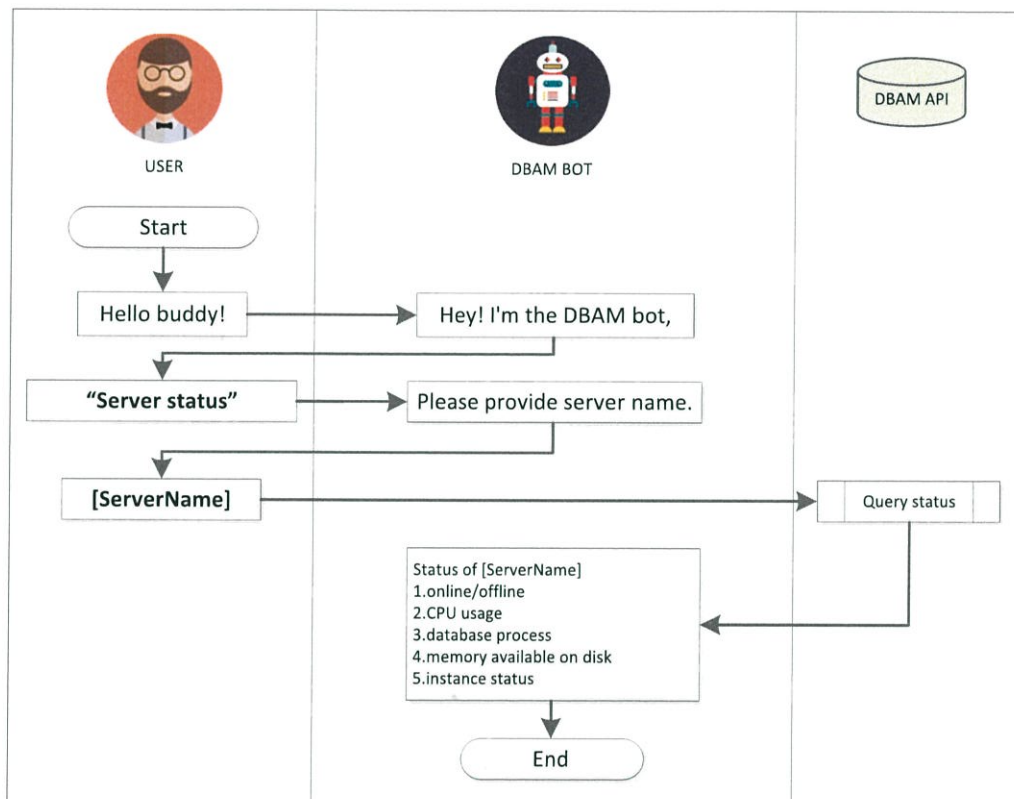 USER
DBAM BOT
DBAM API
Start
Hello buddy!
Hey! I'm the DBAM bot,
“Server status”
Please provide server name.
[ServerName]
Query status
Status of [ServerName]
1.online/offline
2.CPU usage
3.database process
4.memory available on disk
5.instance status
End